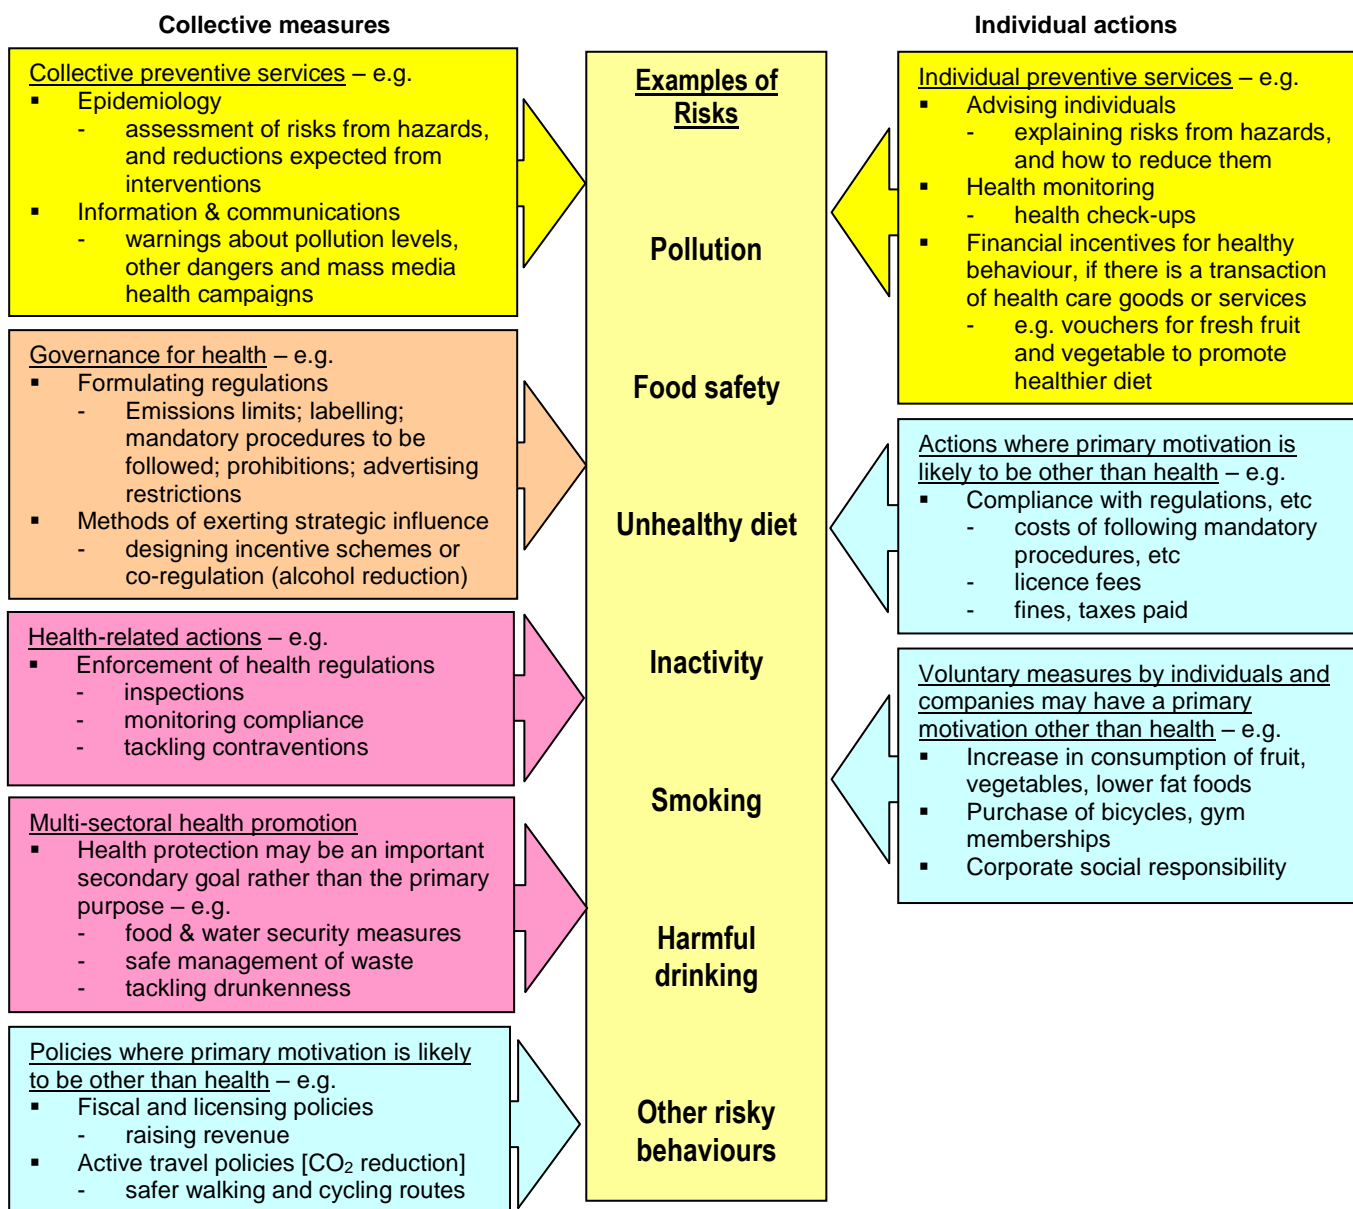 Collective measures
Individual actions
Collective preventive services – e.g.
▪ Epidemiology
- assessment of risks from hazards,
and reductions expected from
interventions
▪ Information & communications
- warnings about pollution levels,
other dangers and mass media
health campaigns
Governance for health – e.g.
▪ Formulating regulations
- Emissions limits; labelling;
mandatory procedures to be
followed; prohibitions; advertising
restrictions
▪ Methods of exerting strategic influence
- designing incentive schemes or
co-regulation (alcohol reduction)
Health-related actions – e.g.
▪ Enforcement of health regulations
- inspections
- monitoring compliance
- tackling contraventions
Multi-sectoral health promotion
▪ Health protection may be an important
secondary goal rather than the primary
purpose – e.g.
- food & water security measures
- safe management of waste
- tackling drunkenness
Policies where primary motivation is likely
to be other than health – e.g.
▪ Fiscal and licensing policies
- raising revenue
▪ Active travel policies [CO₂ reduction]
- safer walking and cycling routes
Examples of
Risks
Pollution
Food safety
Unhealthy diet
Inactivity
Smoking
Harmful
drinking
Other risky
behaviours
Individual preventive services – e.g.
▪ Advising individuals
- explaining risks from hazards,
and how to reduce them
▪ Health monitoring
- health check-ups
▪ Financial incentives for healthy
behaviour, if there is a transaction
of health care goods or services
- e.g. vouchers for fresh fruit
and vegetable to promote
healthier diet
Actions where primary motivation is
likely to be other than health – e.g.
▪ Compliance with regulations, etc
- costs of following mandatory
procedures, etc
- licence fees
- fines, taxes paid
Voluntary measures by individuals and
companies may have a primary
motivation other than health – e.g.
▪ Increase in consumption of fruit,
vegetables, lower fat foods
▪ Purchase of bicycles, gym
memberships
▪ Corporate social responsibility